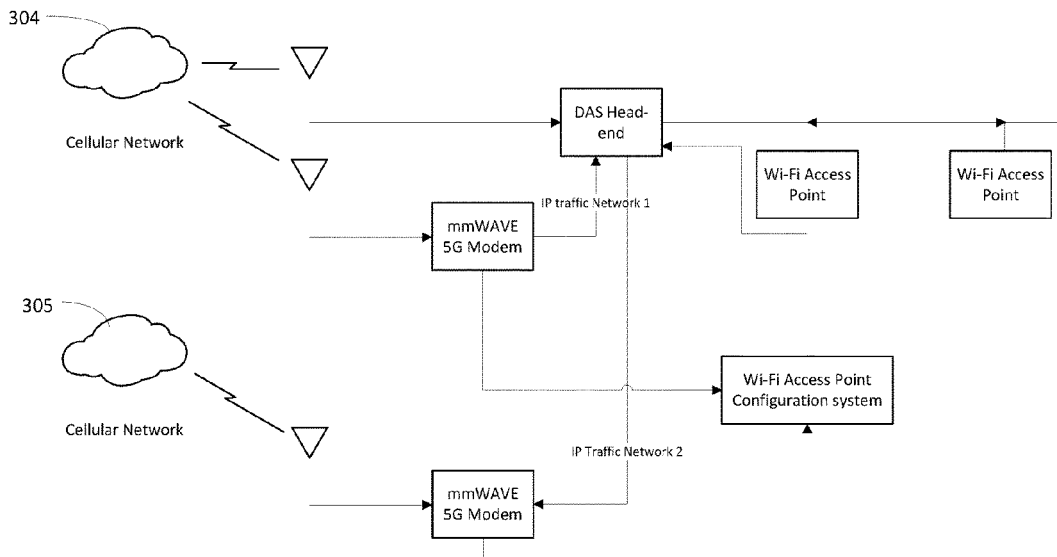 304
Cellular Network
DAS Head-
end
Wi-Fi Access
Point
Wi-Fi Access
Point
IP traffic Network 1
mmWAVE
5G Modem
305
Cellular Network
Wi-Fi Access Point
Configuration system
IP Traffic Network 2
mmWAVE
5G Modem